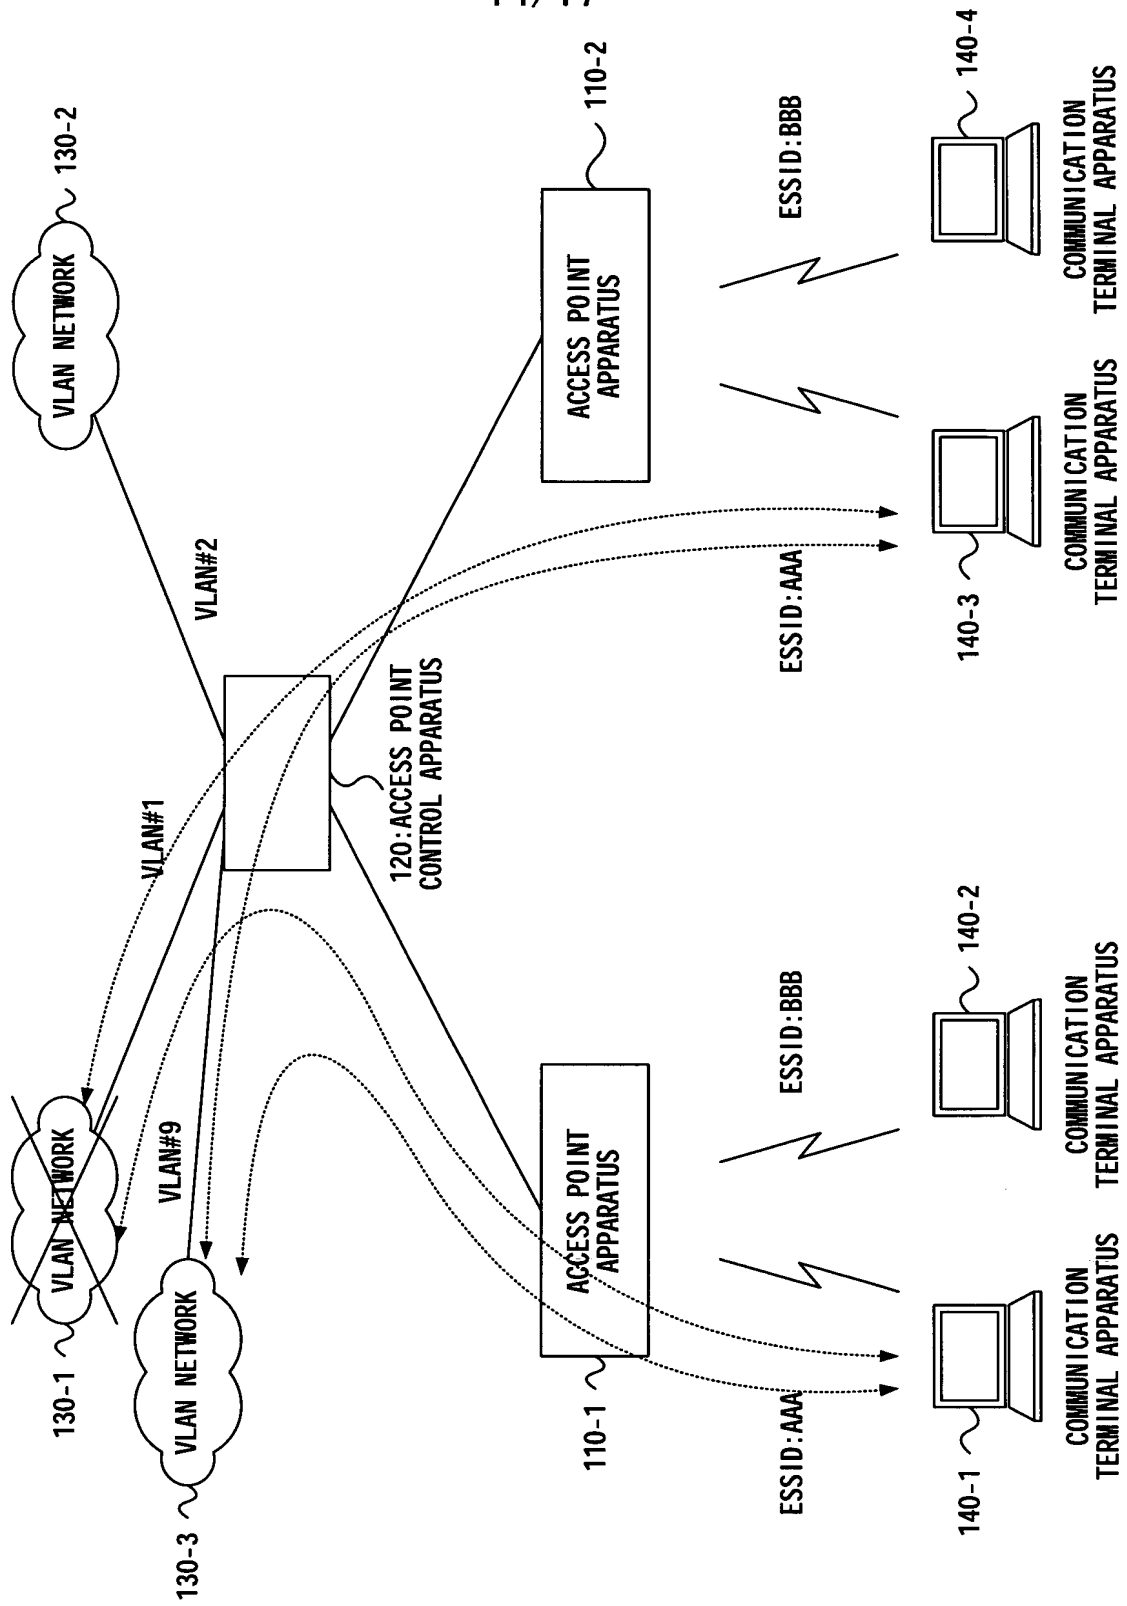 130-1
VLAN NETWORK
130-2
VLAN NETWORK
130-3
VLAN NETWORK
VLAN#9
VLAN#1
VLAN#2
120:ACCESS POINT
CONTROL APPARATUS
110-1
ACCESS POINT
APPARATUS
110-2
ACCESS POINT
APPARATUS
ESSID:AAA
ESSID:BBB
ESSID:AAA
ESSID:BBB
140-1
COMMUNICATION
TERMINAL APPARATUS
140-2
COMMUNICATION
TERMINAL APPARATUS
140-3
COMMUNICATION
TERMINAL APPARATUS
140-4
COMMUNICATION
TERMINAL APPARATUS